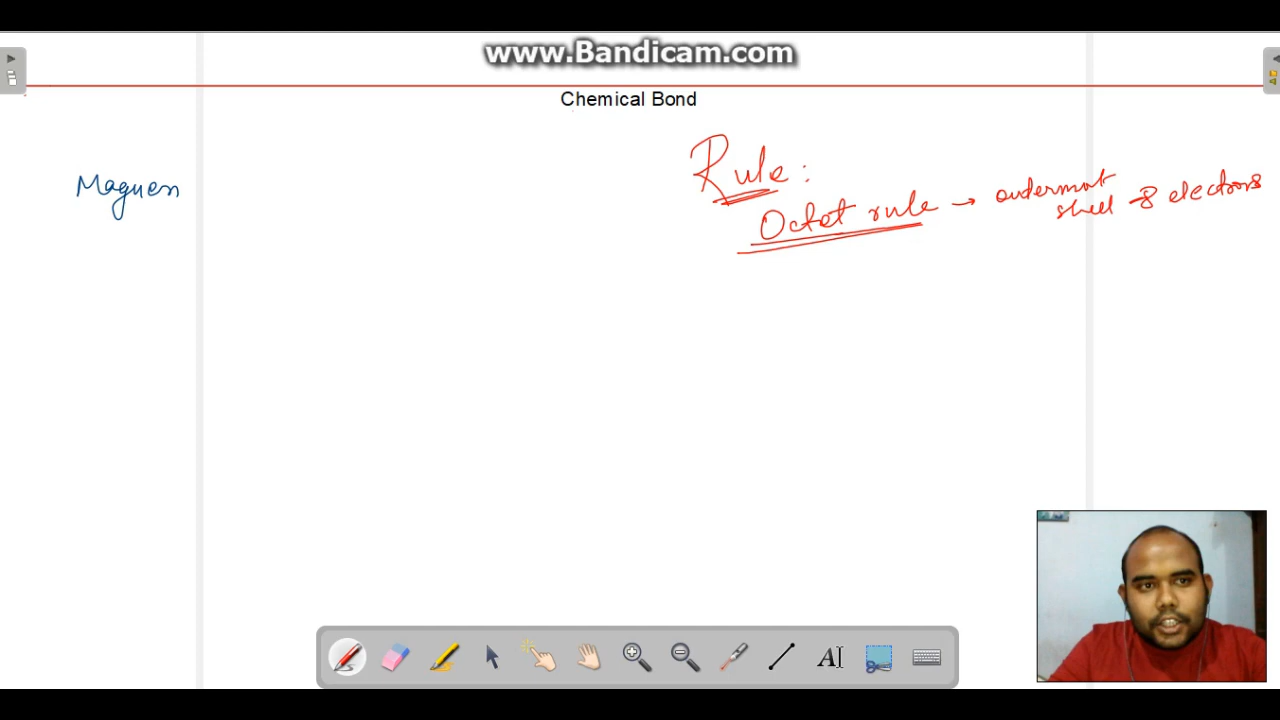 www.Bandicam.com
Chemical Bond
Rule:
Magnen
Octet rule → outermost
shell - 8 electrons